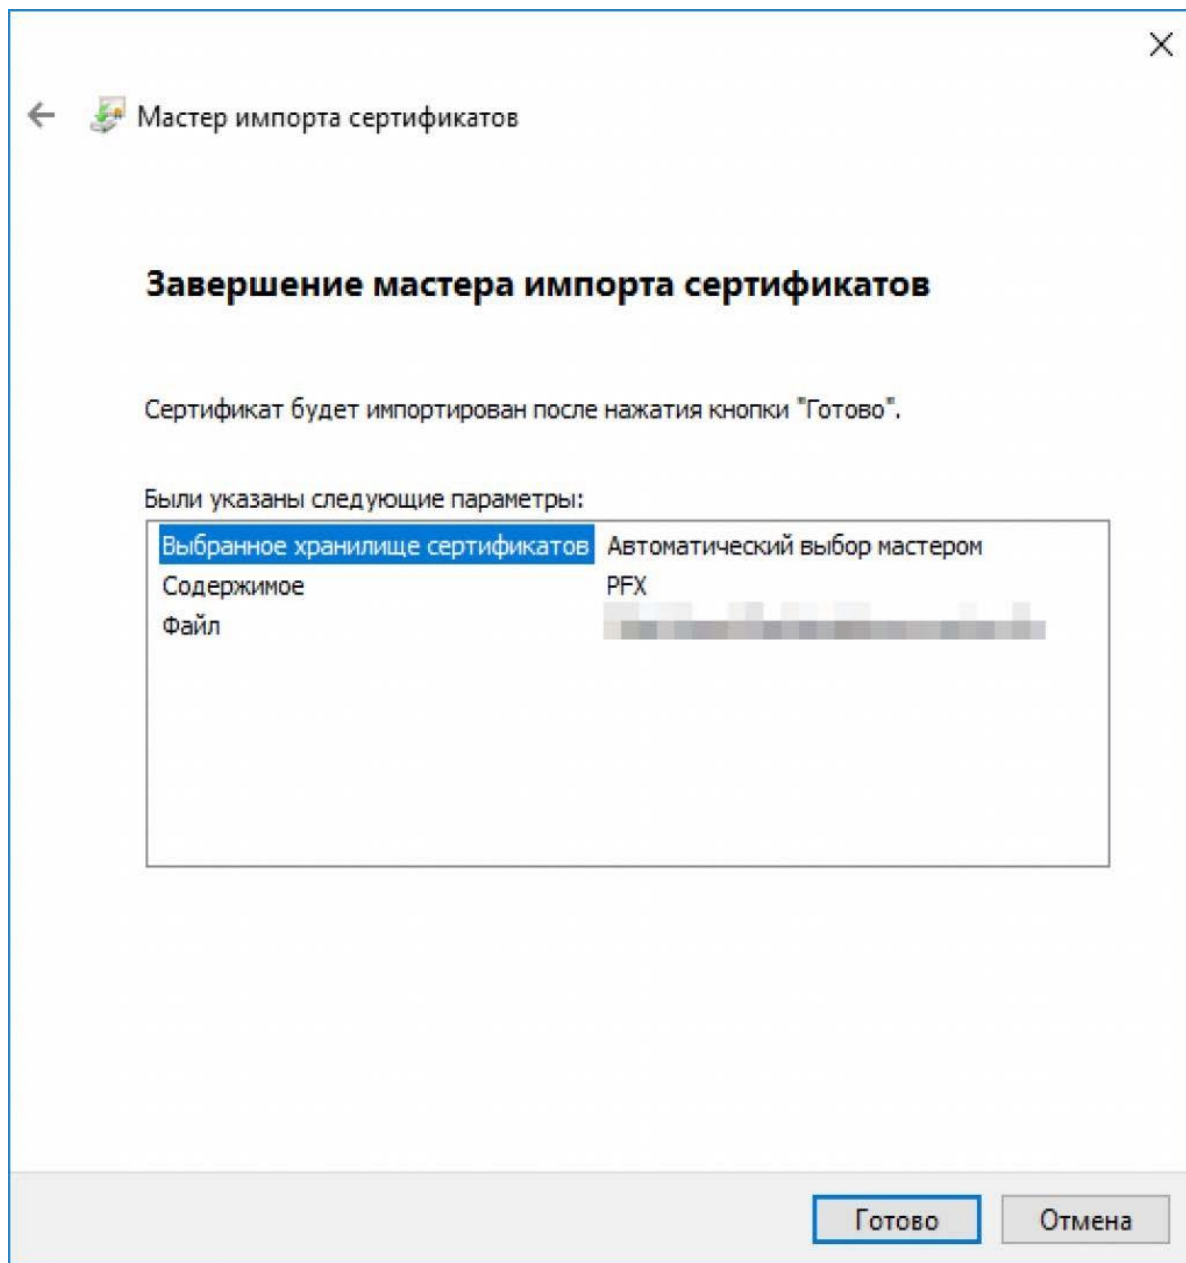 Мастер импорта сертификатов
Завершение мастера импорта сертификатов
Сертификат будет импортирован после нажатия кнопки "Готово".
Были указаны следующие параметры:
Выбранное хранилище сертификатов Автоматический выбор мастером
Содержимое PFX
Файл
Готово Отмена